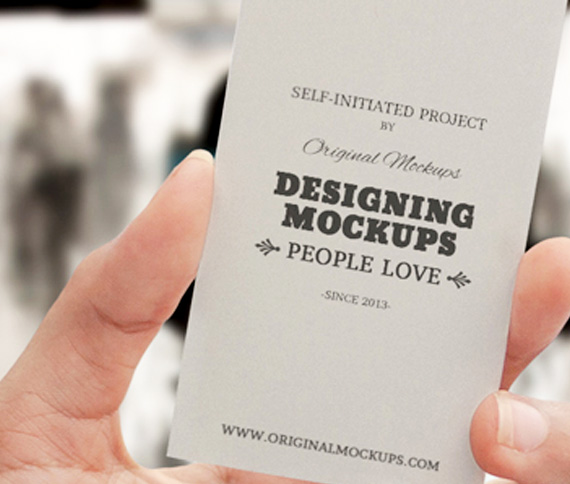 SELF-INITIATED PROJECT
BY
Original Mockups
DESIGNING
MOCKUPS
PEOPLE LOVE
-SINCE 2013-
WWW.ORIGINALMOCKUPS.COM